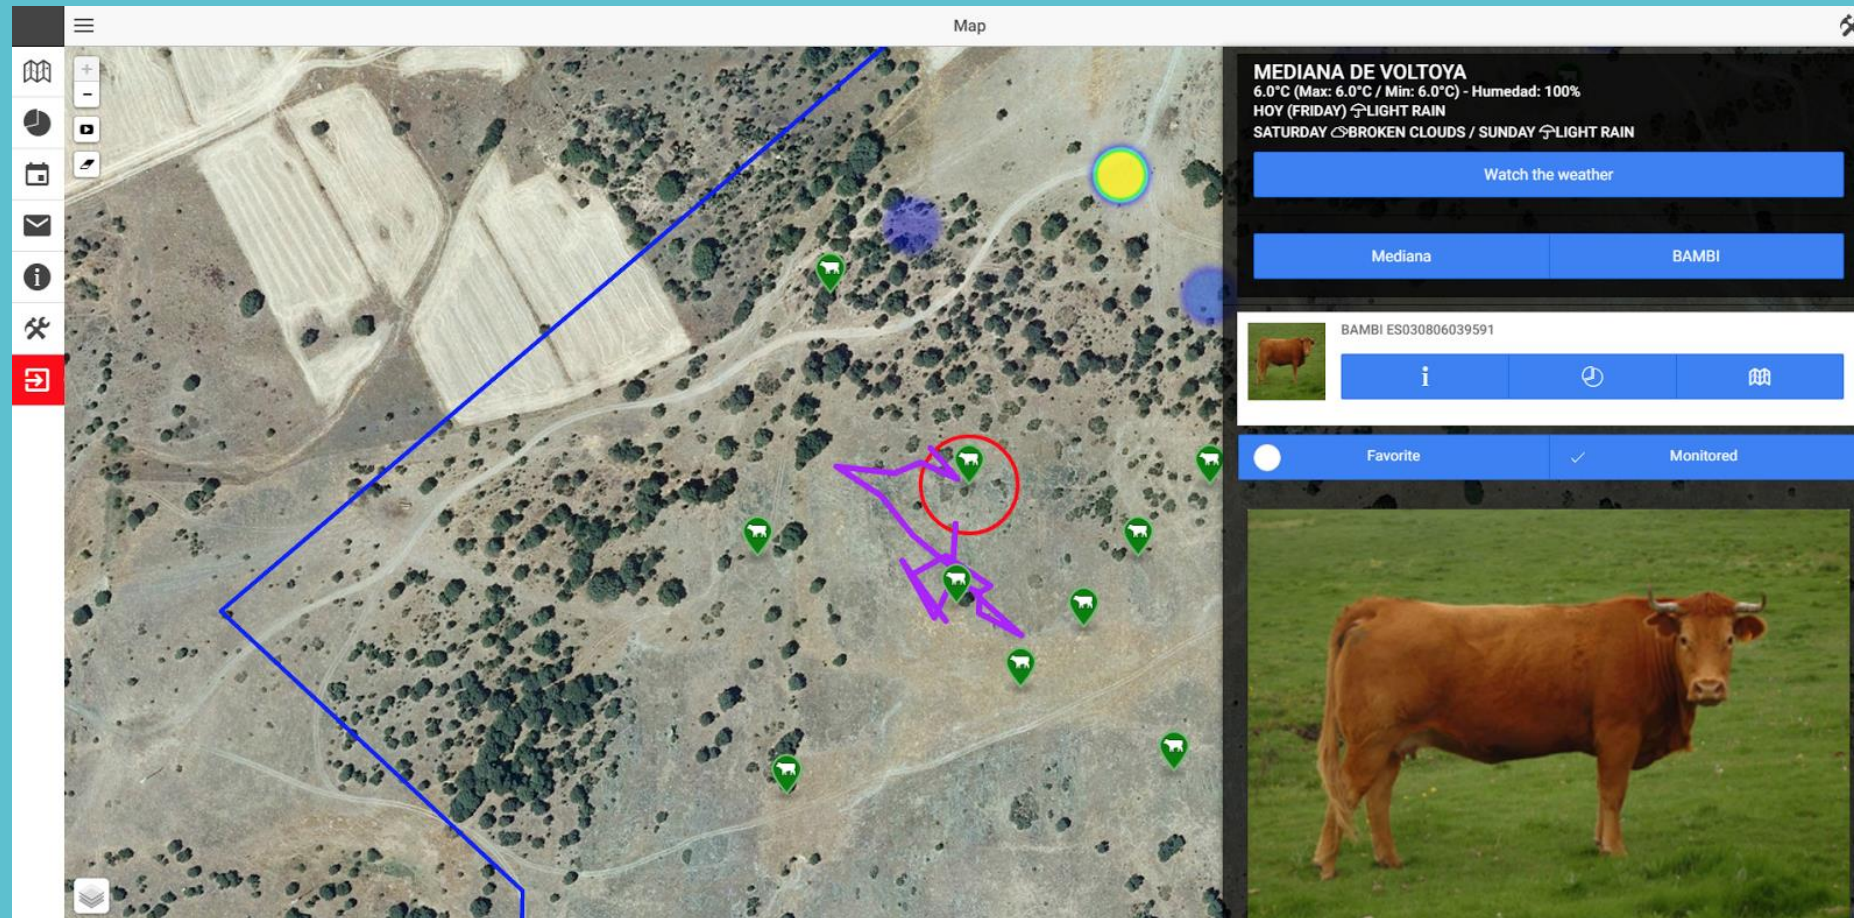 Map
MEDIANA DE VOLTOYA
6.0°C (Max: 6.0°C / Min: 6.0°C) - Humedad: 100%
HOY (FRIDAY) LIGHT RAIN
SATURDAY BROKEN CLOUDS / SUNDAY LIGHT RAIN
Watch the weather
Mediana BAMBI
BAMBI ES030806039591
Favorite Monitored